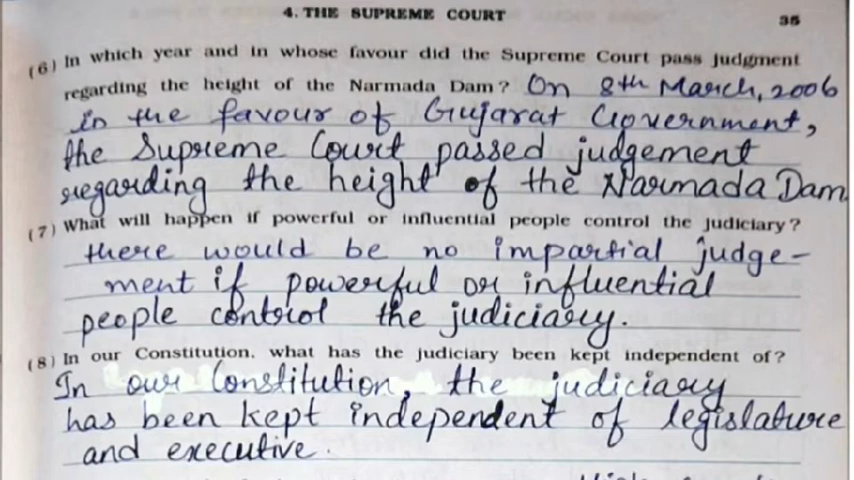 4. THE SUPREME COURT 35
(6) In which year and in whose favour did the Supreme Court pass judgment
regarding the height of the Narmada Dam? On 8th March, 2006
in the favour of Gujarat Government,
the Supreme Court passed judgement
regarding the height of the Narmada Dam
(7) What will happen if powerful or influential people control the judiciary?
there would be no impartial judge-
ment if powerful or influential
people control the judiciary.
(8) In our Constitution, what has the judiciary been kept independent of?
In our Constitution, the judiciary
has been kept independent of legislature
and executive.